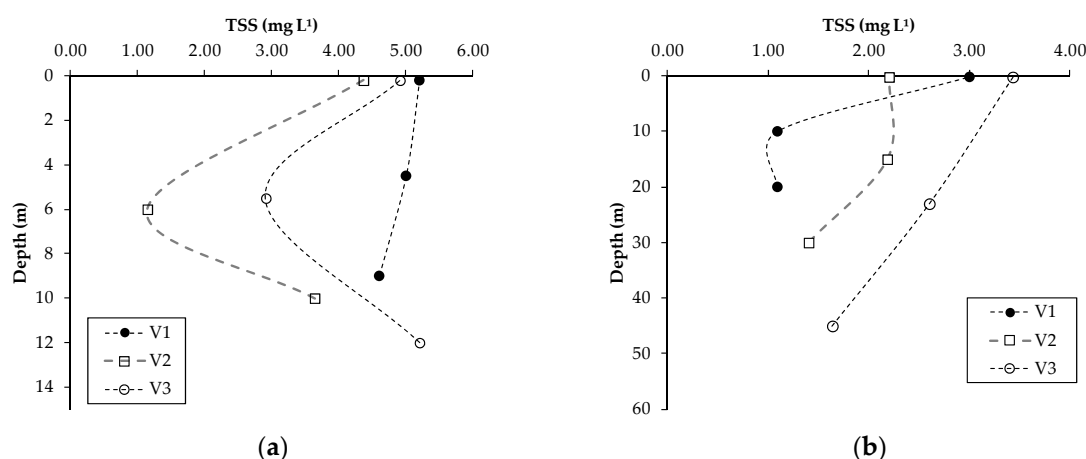 TSS (mg L¹)
0.00 1.00 2.00 3.00 4.00 5.00 6.00
0
2
4
6
8
10
12
14
Depth (m)
V1
V2
V3
(a)
TSS (mg L¹)
0.00 1.00 2.00 3.00 4.00
0
10
20
30
40
50
60
Depth (m)
V1
V2
V3
(b)